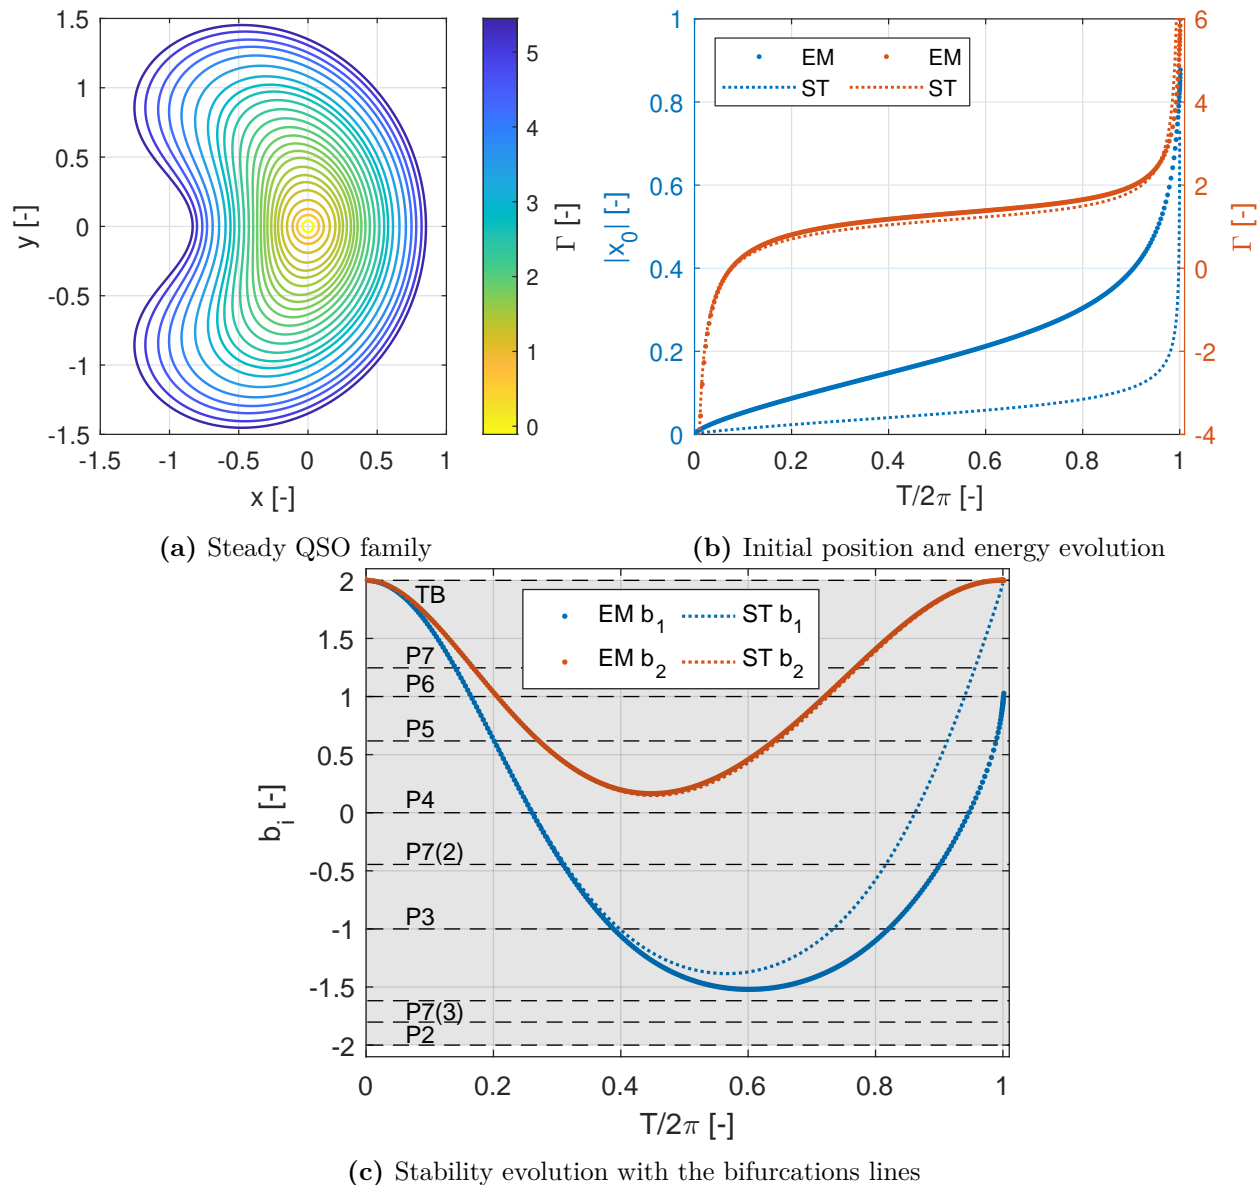 1.5
1
0.5
0
-0.5
-1
-1.5
y [-]
-1.5 -1 -0.5 0 0.5 1
x [-]
5
4
3
2
1
0
Γ [-]
(a) Steady QSO family
1
0.8
0.6
0.4
0.2
0
|x0| [-]
EM EM
ST ST
6
4
2
0
-2
-4
Γ [-]
0 0.2 0.4 0.6 0.8 1
T/2π [-]
(b) Initial position and energy evolution
2
1.5
1
0.5
0
-0.5
-1
-1.5
-2
b_i [-]
TB
P7
P6
P5
P4
P7(2)
P3
P7(3)
P2
EM b_1 ST b_1
EM b_2 ST b_2
0 0.2 0.4 0.6 0.8 1
T/2π [-]
(c) Stability evolution with the bifurcations lines